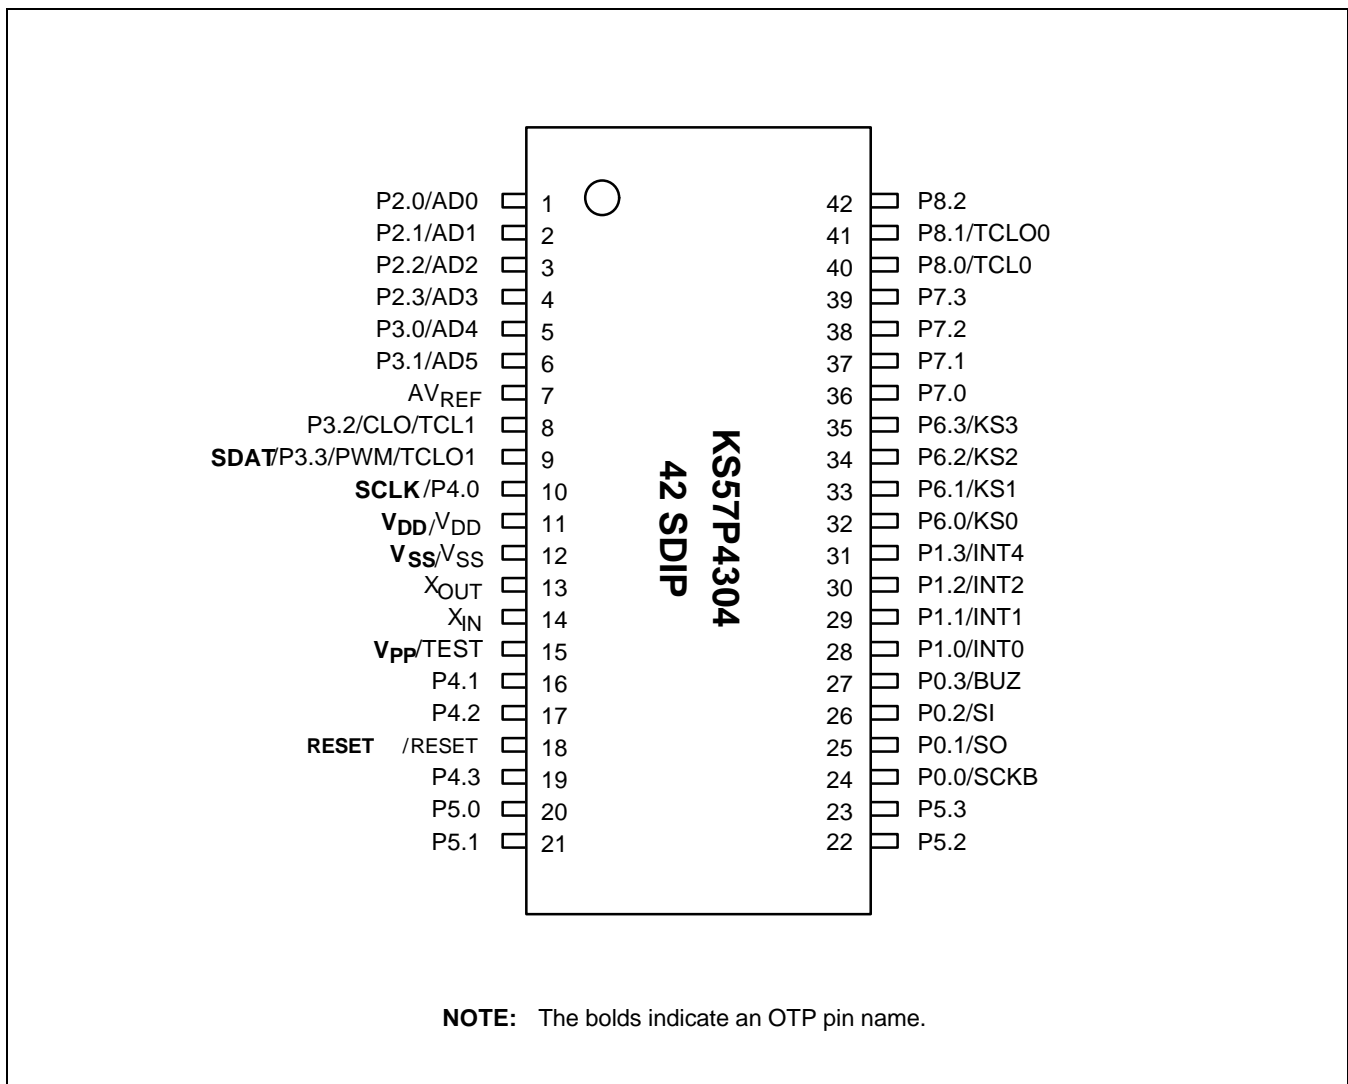 P2.0/AD0 1 42 P8.2
P2.1/AD1 2 41 P8.1/TCLO0
P2.2/AD2 3 40 P8.0/TCL0
P2.3/AD3 4 39 P7.3
P3.0/AD4 5 38 P7.2
P3.1/AD5 6 37 P7.1
AVREF 7 36 P7.0
P3.2/CLO/TCL1 8 35 P6.3/KS3
SDAT/P3.3/PWM/TCLO1 9 34 P6.2/KS2
SCLK/P4.0 10 33 P6.1/KS1
VDD/VDD 11 32 P6.0/KS0
VSS/VSS 12 31 P1.3/INT4
XOUT 13 30 P1.2/INT2
XIN 14 29 P1.1/INT1
VPP/TEST 15 28 P1.0/INT0
P4.1 16 27 P0.3/BUZ
P4.2 17 26 P0.2/SI
RESET /RESET 18 25 P0.1/SO
P4.3 19 24 P0.0/SCKB
P5.0 20 23 P5.3
P5.1 21 22 P5.2
KS57P4304
42 SDIP
NOTE: The bolds indicate an OTP pin name.